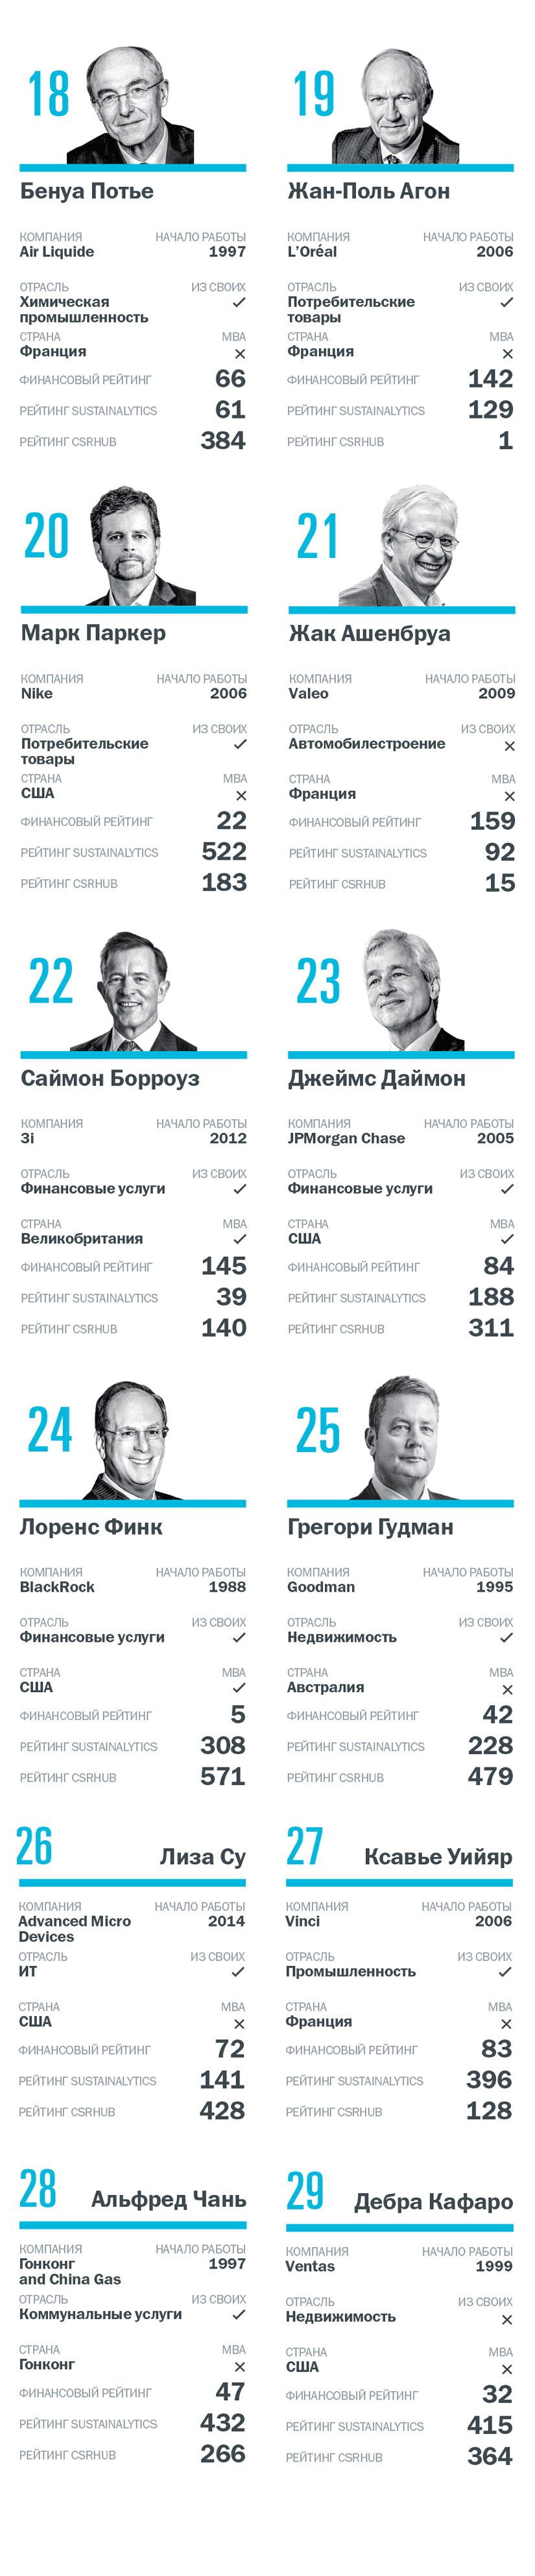 18
Бенуа Потье
КОМПАНИЯ НАЧАЛО РАБОТЫ
Air Liquide 1997
ОТРАСЛЬ ИЗ СВОИХ
Химическая ✓
промышленность
СТРАНА MBA
Франция ✕
ФИНАНСОВЫЙ РЕЙТИНГ 66
РЕЙТИНГ SUSTAINALYTICS 61
РЕЙТИНГ CSRHUB 384
19
Жан-Поль Агон
КОМПАНИЯ НАЧАЛО РАБОТЫ
L’Oréal 2006
ОТРАСЛЬ ИЗ СВОИХ
Потребительские ✓
товары
СТРАНА MBA
Франция ✕
ФИНАНСОВЫЙ РЕЙТИНГ 142
РЕЙТИНГ SUSTAINALYTICS 129
РЕЙТИНГ CSRHUB 1
20
Марк Паркер
КОМПАНИЯ НАЧАЛО РАБОТЫ
Nike 2006
ОТРАСЛЬ ИЗ СВОИХ
Потребительские ✓
товары
СТРАНА MBA
США ✕
ФИНАНСОВЫЙ РЕЙТИНГ 22
РЕЙТИНГ SUSTAINALYTICS 522
РЕЙТИНГ CSRHUB 183
21
Жак Ашенбруа
КОМПАНИЯ НАЧАЛО РАБОТЫ
Valeo 2009
ОТРАСЛЬ ИЗ СВОИХ
Автомобилестроение ✕
СТРАНА MBA
Франция ✕
ФИНАНСОВЫЙ РЕЙТИНГ 159
РЕЙТИНГ SUSTAINALYTICS 92
РЕЙТИНГ CSRHUB 15
22
Саймон Борроуз
КОМПАНИЯ НАЧАЛО РАБОТЫ
3i 2012
ОТРАСЛЬ ИЗ СВОИХ
Финансовые услуги ✓
СТРАНА MBA
Великобритания ✓
ФИНАНСОВЫЙ РЕЙТИНГ 145
РЕЙТИНГ SUSTAINALYTICS 39
РЕЙТИНГ CSRHUB 140
23
Джеймс Даймон
КОМПАНИЯ НАЧАЛО РАБОТЫ
JPMorgan Chase 2005
ОТРАСЛЬ ИЗ СВОИХ
Финансовые услуги ✓
СТРАНА MBA
США ✓
ФИНАНСОВЫЙ РЕЙТИНГ 84
РЕЙТИНГ SUSTAINALYTICS 188
РЕЙТИНГ CSRHUB 311
24
Лоренс Финк
КОМПАНИЯ НАЧАЛО РАБОТЫ
BlackRock 1988
ОТРАСЛЬ ИЗ СВОИХ
Финансовые услуги ✓
СТРАНА MBA
США ✓
ФИНАНСОВЫЙ РЕЙТИНГ 5
РЕЙТИНГ SUSTAINALYTICS 308
РЕЙТИНГ CSRHUB 571
25
Грегори Гудман
КОМПАНИЯ НАЧАЛО РАБОТЫ
Goodman 1995
ОТРАСЛЬ ИЗ СВОИХ
Недвижимость ✓
СТРАНА MBA
Австралия ✕
ФИНАНСОВЫЙ РЕЙТИНГ 42
РЕЙТИНГ SUSTAINALYTICS 228
РЕЙТИНГ CSRHUB 479
26 Лиза Су
КОМПАНИЯ НАЧАЛО РАБОТЫ
Advanced Micro 2014
Devices
ОТРАСЛЬ ИЗ СВОИХ
ИТ ✓
СТРАНА MBA
США ✕
ФИНАНСОВЫЙ РЕЙТИНГ 72
РЕЙТИНГ SUSTAINALYTICS 141
РЕЙТИНГ CSRHUB 428
27 Ксавье Уийяр
КОМПАНИЯ НАЧАЛО РАБОТЫ
Vinci 2006
ОТРАСЛЬ ИЗ СВОИХ
Промышленность ✓
СТРАНА MBA
Франция ✕
ФИНАНСОВЫЙ РЕЙТИНГ 83
РЕЙТИНГ SUSTAINALYTICS 396
РЕЙТИНГ CSRHUB 128
28 Альфред Чань
КОМПАНИЯ НАЧАЛО РАБОТЫ
Гонконг 1997
and China Gas
ОТРАСЛЬ ИЗ СВОИХ
Коммунальные услуги ✓
СТРАНА MBA
Гонконг ✕
ФИНАНСОВЫЙ РЕЙТИНГ 47
РЕЙТИНГ SUSTAINALYTICS 432
РЕЙТИНГ CSRHUB 266
29 Дебра Кафаро
КОМПАНИЯ НАЧАЛО РАБОТЫ
Ventas 1999
ОТРАСЛЬ ИЗ СВОИХ
Недвижимость ✕
СТРАНА MBA
США ✕
ФИНАНСОВЫЙ РЕЙТИНГ 32
РЕЙТИНГ SUSTAINALYTICS 415
РЕЙТИНГ CSRHUB 364